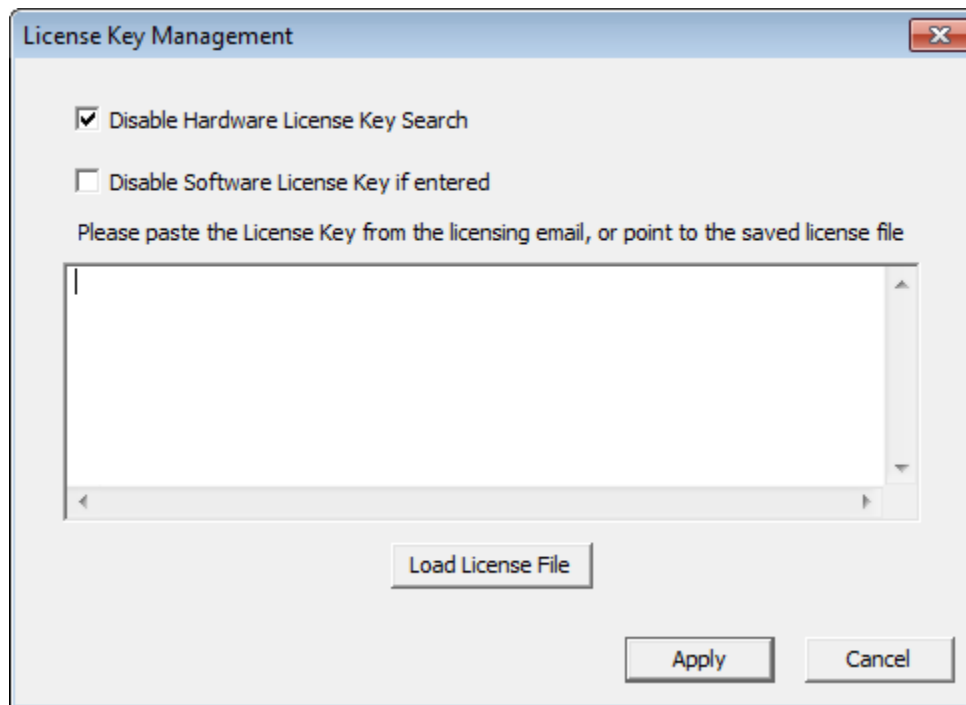 License Key Management
Disable Hardware License Key Search
Disable Software License Key if entered
Please paste the License Key from the licensing email, or point to the saved license file
Load License File
Apply Cancel